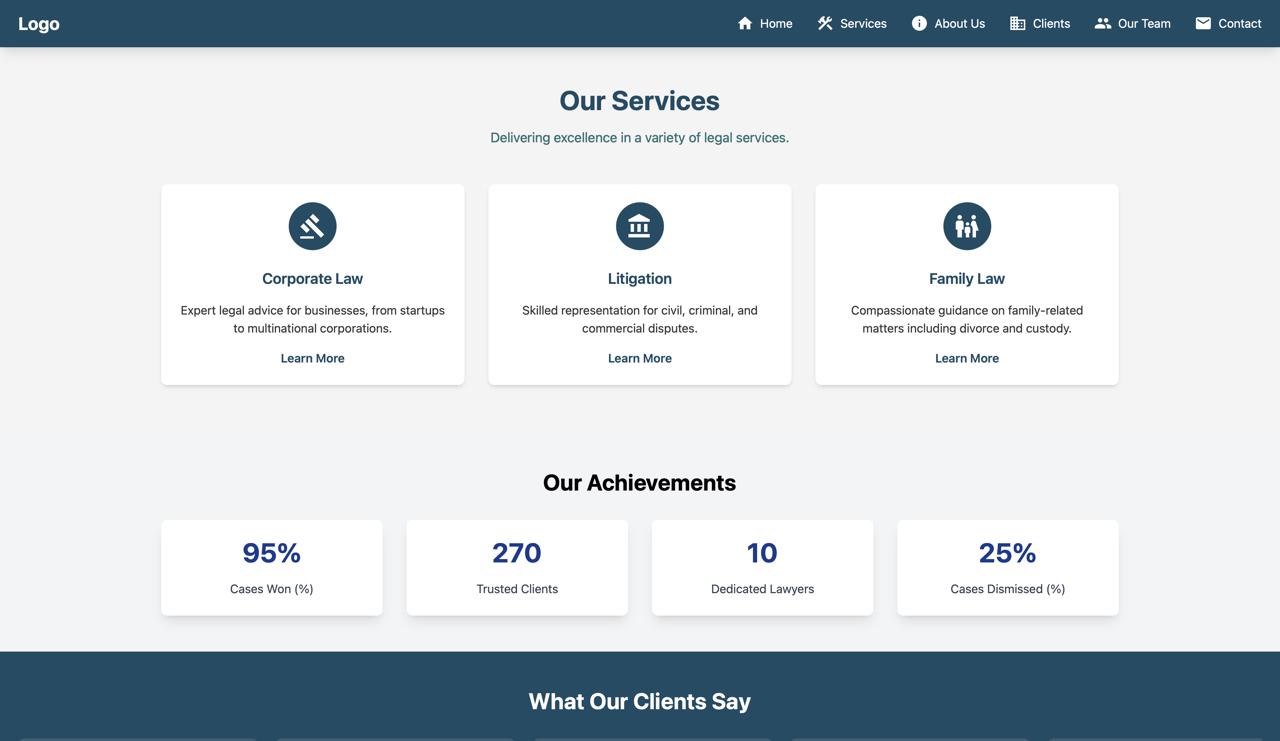 Logo
Home
Services
About Us
Clients
Our Team
Contact
Our Services
Delivering excellence in a variety of legal services.
Corporate Law
Expert legal advice for businesses, from startups
to multinational corporations.
Learn More
Litigation
Skilled representation for civil, criminal, and
commercial disputes.
Learn More
Family Law
Compassionate guidance on family-related
matters including divorce and custody.
Learn More
Our Achievements
95%
Cases Won (%)
270
Trusted Clients
10
Dedicated Lawyers
25%
Cases Dismissed (%)
What Our Clients Say